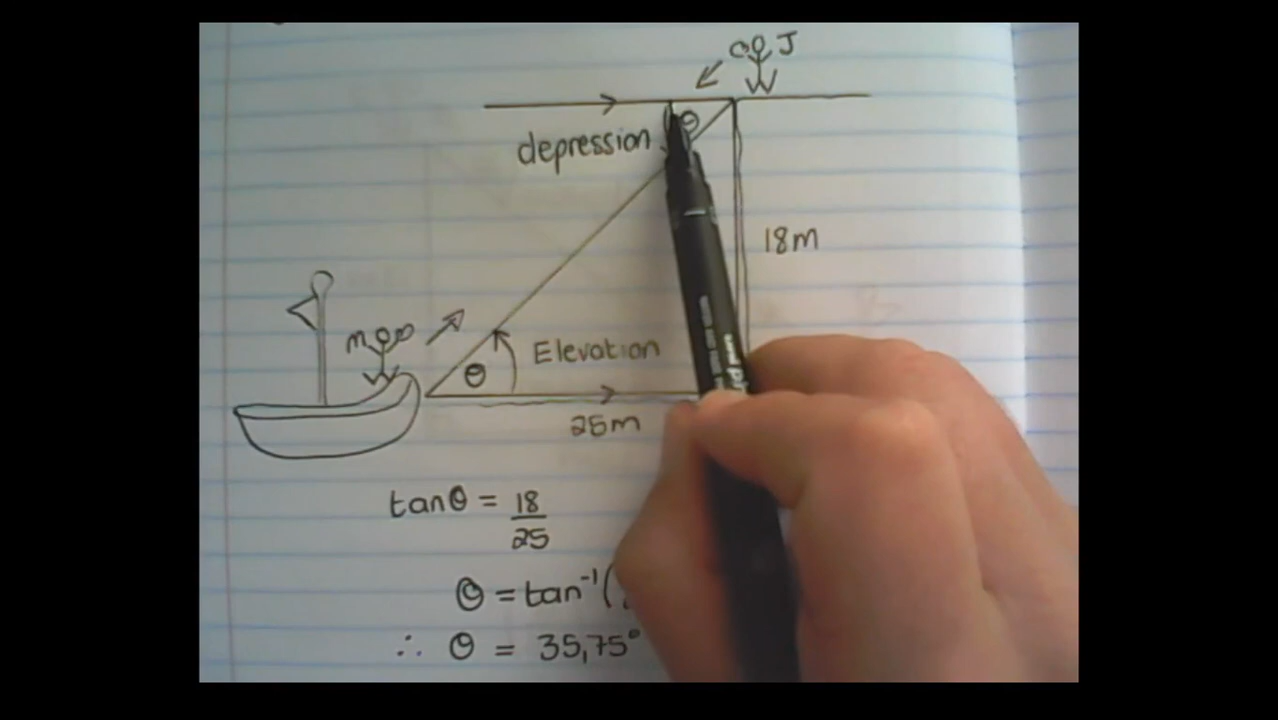 J
θ
depression
18m
M
Elevation
θ
25m
tanθ = 18/25
θ = tan⁻¹(
∴ θ = 35,75°